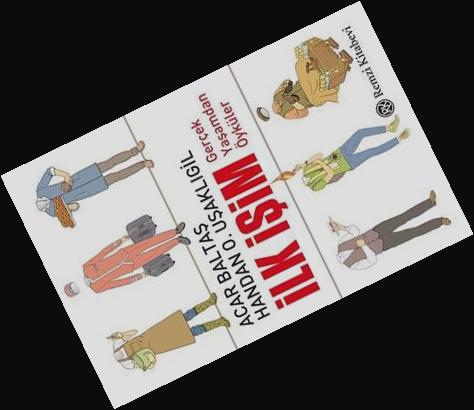 ACAR BALTAŞ
HANDAN O. UŞAKLIGİL
İLK İŞİM
Gerçek
Yaşamdan
Öyküler
Remzi Kitabevi